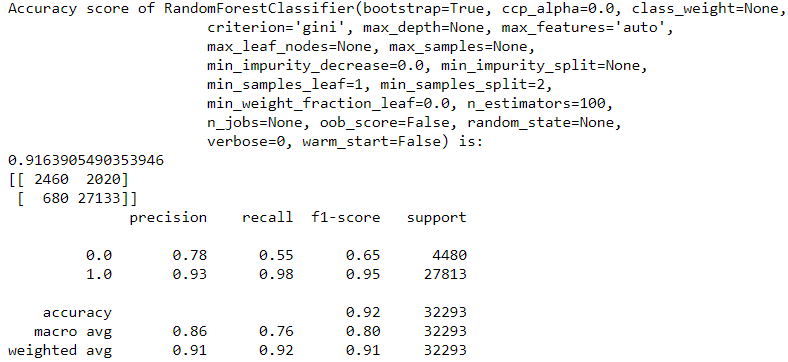 Accuracy score of RandomForestClassifier(bootstrap=True, ccp_alpha=0.0, class_weight=None,
criterion='gini', max_depth=None, max_features='auto',
max_leaf_nodes=None, max_samples=None,
min_impurity_decrease=0.0, min_impurity_split=None,
min_samples_leaf=1, min_samples_split=2,
min_weight_fraction_leaf=0.0, n_estimators=100,
n_jobs=None, oob_score=False, random_state=None,
verbose=0, warm_start=False) is:
0.9163905490353946
[[ 2460  2020]
 [  680 27133]]
precision recall f1-score support
0.0 0.78 0.55 0.65 4480
1.0 0.93 0.98 0.95 27813
accuracy 0.92 32293
macro avg 0.86 0.76 0.80 32293
weighted avg 0.91 0.92 0.91 32293